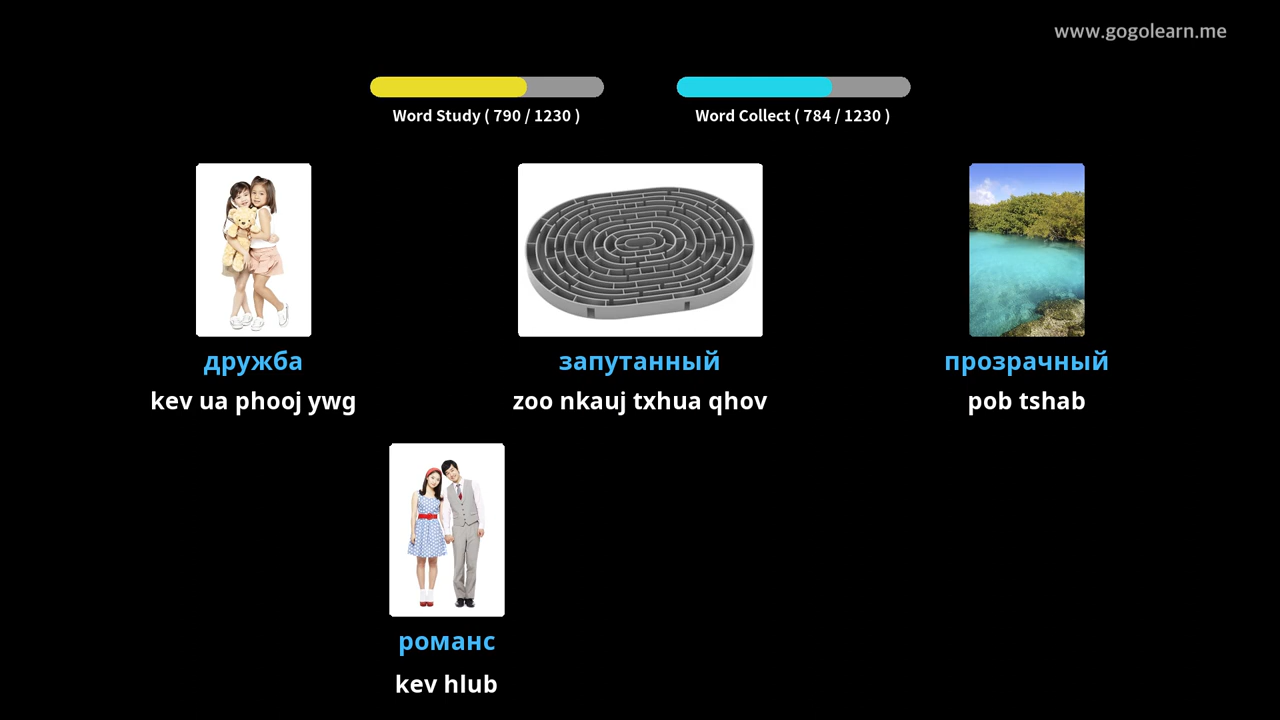 www.gogolearn.me
Word Study ( 790 / 1230 )
Word Collect ( 784 / 1230 )
дружба
запутанный
прозрачный
kev ua phooj ywg
zoo nkauj txhua qhov
pob tshab
романс
kev hlub